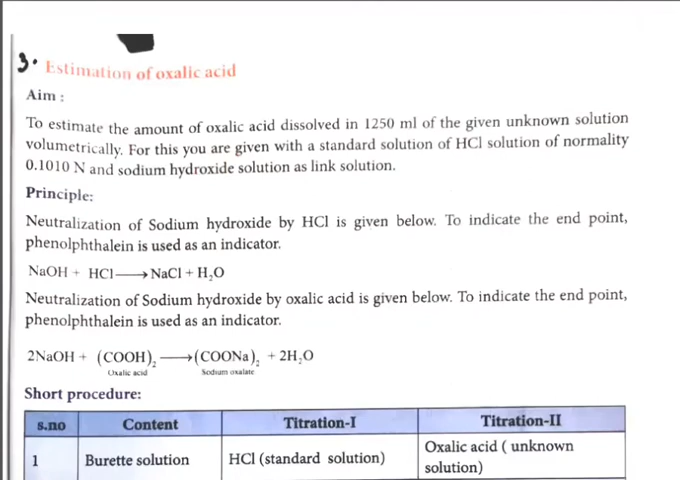 3. Estimation of oxalic acid
Aim :
To estimate the amount of oxalic acid dissolved in 1250 ml of the given unknown solution
volumetrically. For this you are given with a standard solution of HCl solution of normality
0.1010 N and sodium hydroxide solution as link solution.
Principle:
Neutralization of Sodium hydroxide by HCl is given below. To indicate the end point,
phenolphthalein is used as an indicator.
NaOH + HCl⟶NaCl + H₂O
Neutralization of Sodium hydroxide by oxalic acid is given below. To indicate the end point,
phenolphthalein is used as an indicator.
2NaOH + (COOH)₂ ⟶(COONa)₂ + 2H₂O
Oxalic acid Sodium oxalate
Short procedure:
s.no Content Titration-I Titration-II
1 Burette solution HCl (standard solution) Oxalic acid ( unknown
solution)